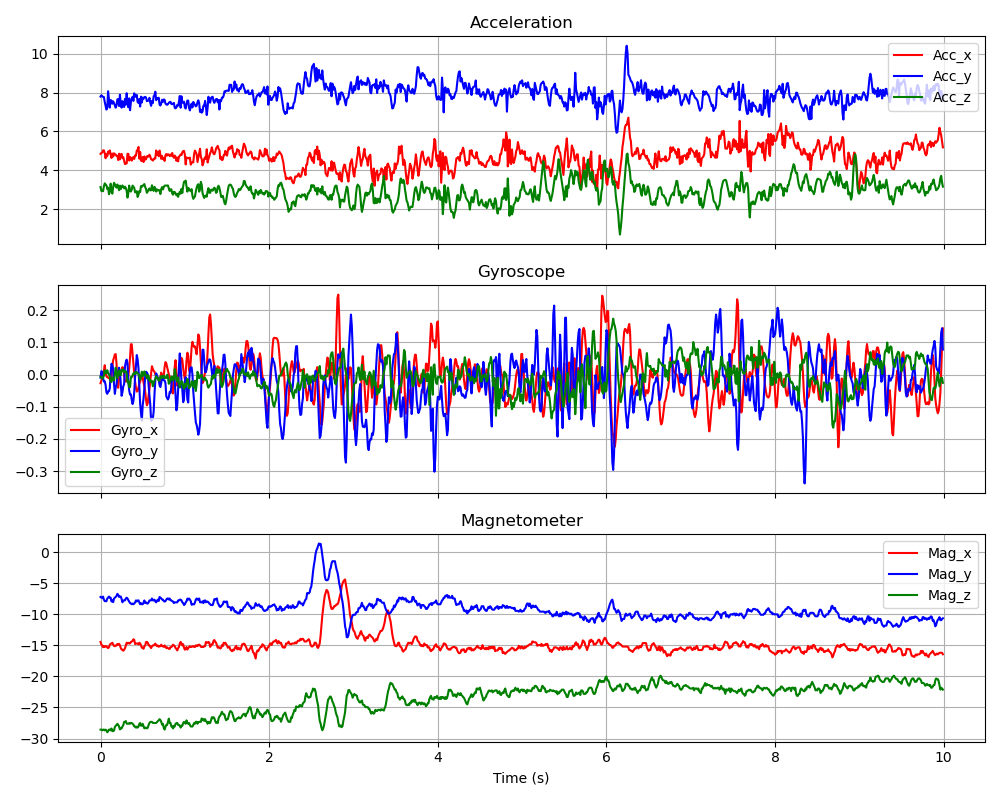 Acceleration
10
8
6
4
2
Acc_x
Acc_y
Acc_z
Gyroscope
0.2
0.1
0.0
−0.1
−0.2
−0.3
Gyro_x
Gyro_y
Gyro_z
Magnetometer
0
−5
−10
−15
−20
−25
−30
Mag_x
Mag_y
Mag_z
0 2 4 6 8 10
Time (s)